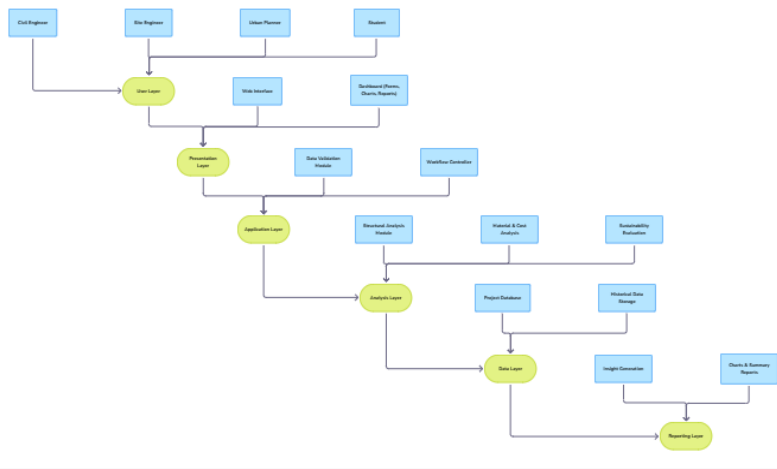 Civil Engineer
Site Engineer
Urban Planner
Student
User Layer
Web Interface
Dashboard (Forms,
Charts, Reports)
Presentation
Layer
Data Validation
Module
Workflow Controller
Application Layer
Structural Analysis
Module
Material & Cost
Analysis
Sustainability
Evaluation
Analysis Layer
Project Database
Historical Data
Storage
Data Layer
Insight Generation
Charts & Summary
Reports
Reporting Layer